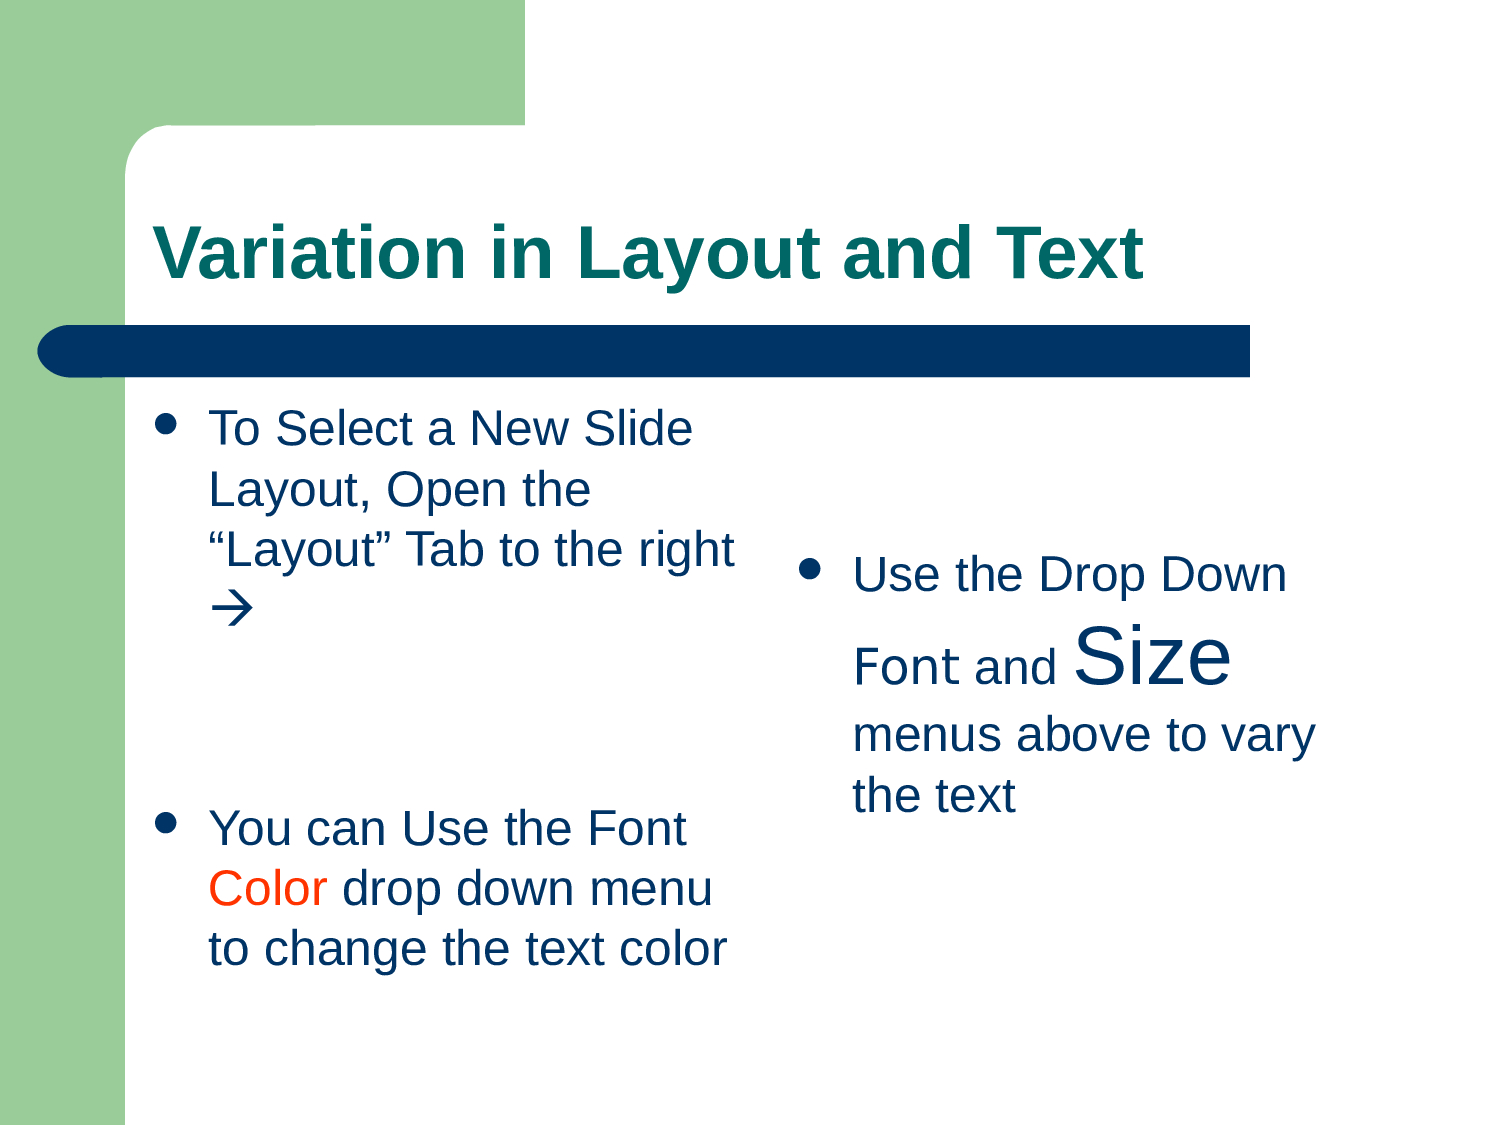 Variation in Layout and Text
● To Select a New Slide
Layout, Open the
“Layout” Tab to the right
→
● You can Use the Font
Color drop down menu
to change the text color
● Use the Drop Down
Font and Size
menus above to vary
the text